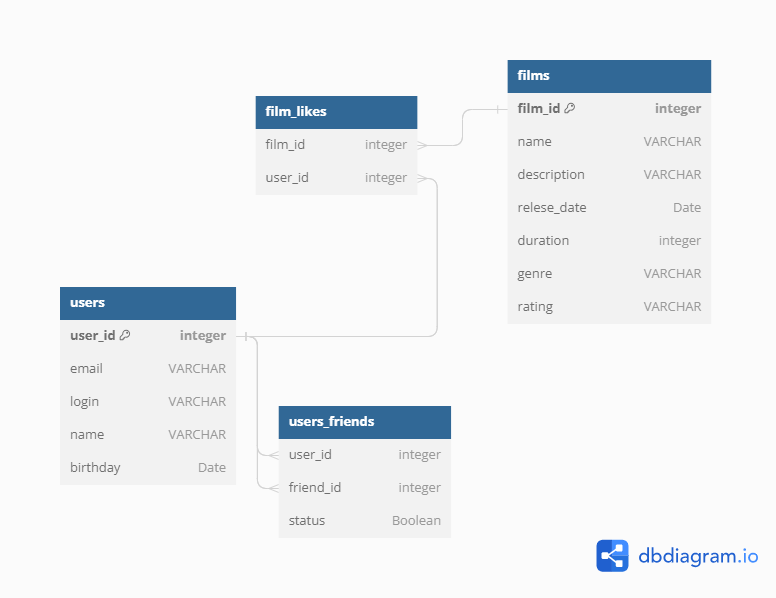 films
film_id integer
name VARCHAR
description VARCHAR
relese_date Date
duration integer
genre VARCHAR
rating VARCHAR
film_likes
film_id integer
user_id integer
users
user_id integer
email VARCHAR
login VARCHAR
name VARCHAR
birthday Date
users_friends
user_id integer
friend_id integer
status Boolean
dbdiagram.io